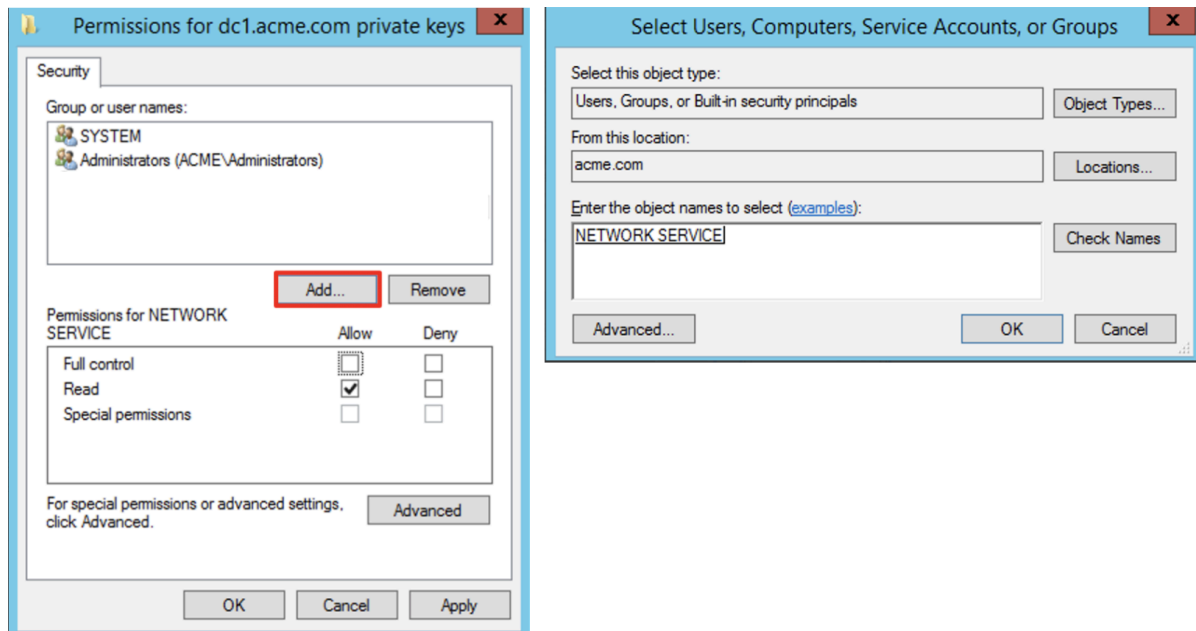 Permissions for dc1.acme.com private keys
x
Security
Group or user names:
SYSTEM
Administrators (ACME\Administrators)
Add...
Remove
Permissions for NETWORK
SERVICE
Allow
Deny
Full control
Read
Special permissions
For special permissions or advanced settings,
click Advanced.
Advanced
OK
Cancel
Apply
Select Users, Computers, Service Accounts, or Groups
x
Select this object type:
Users, Groups, or Built-in security principals
Object Types...
From this location:
acme.com
Locations...
Enter the object names to select (examples):
NETWORK SERVICE
Check Names
Advanced...
OK
Cancel